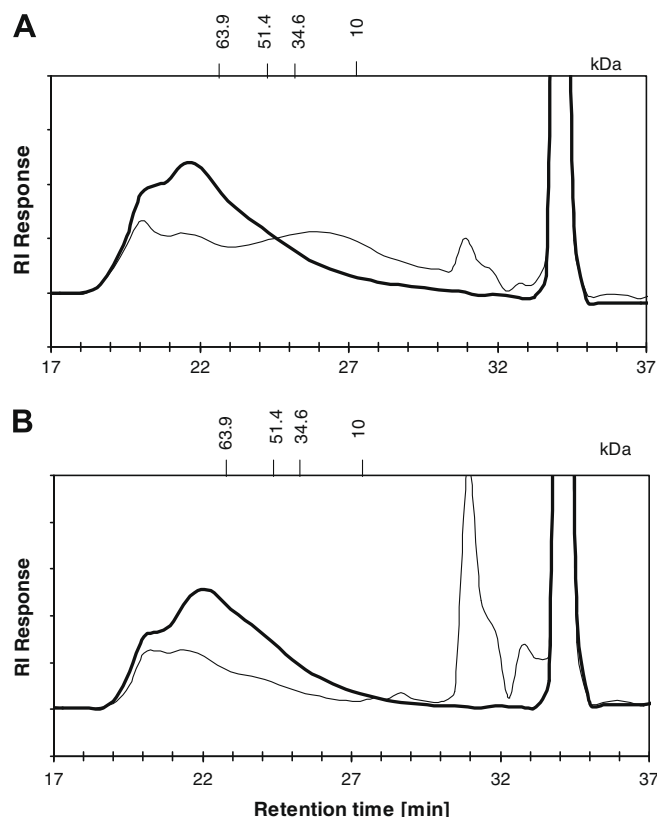 A
63.9
51.4
34.6
10
kDa
RI Response
17 22 27 32 37
B
63.9
51.4
34.6
10
kDa
RI Response
17 22 27 32 37
Retention time [min]